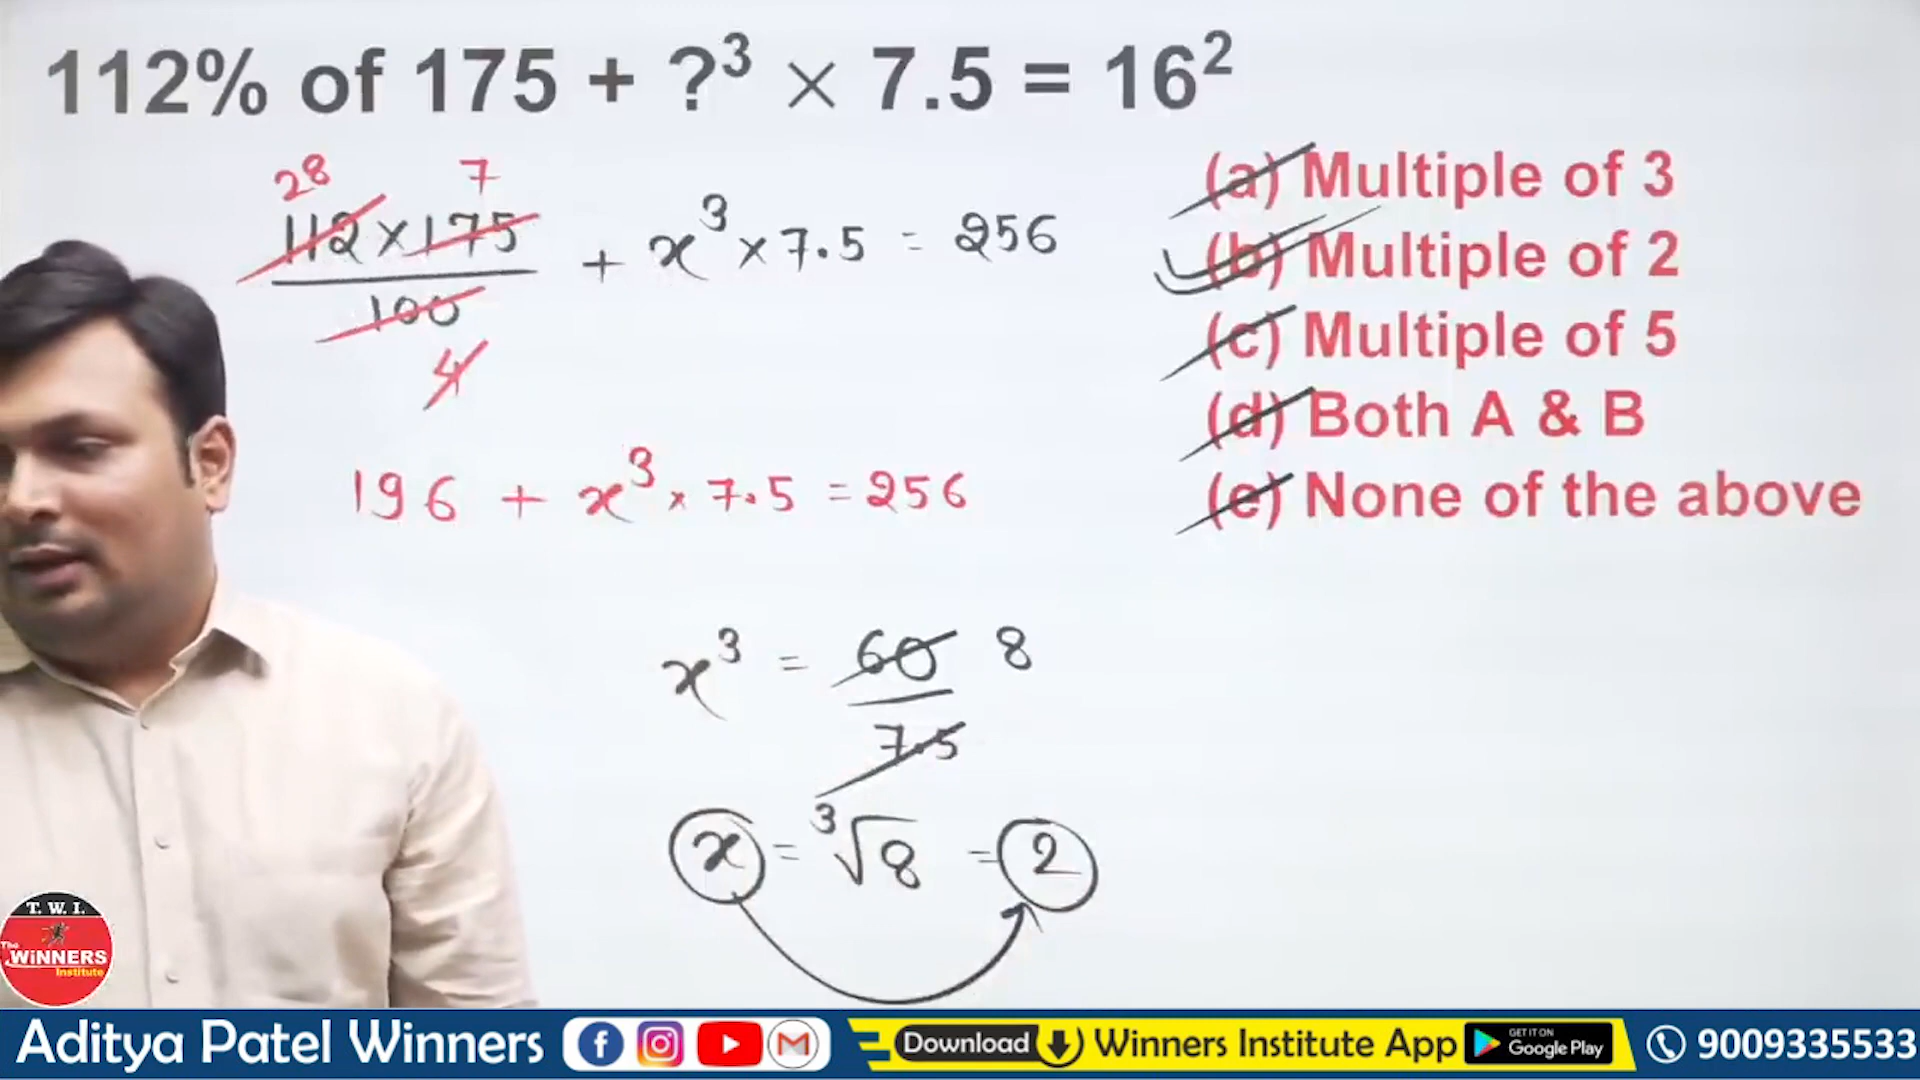 112% of 175 + ?³ × 7.5 = 16²
28 7
112 × 175 + x³ × 7.5 = 256
100
4
196 + x³ × 7.5 = 256
x³ = 60 8
7.5
x = ³√8 = 2
(a) Multiple of 3
(b) Multiple of 2
(c) Multiple of 5
(d) Both A & B
(e) None of the above
T. W. I.
The
WiNNERS
Institute
Aditya Patel Winners
Download Winners Institute App GET IT ON Google Play 9009335533